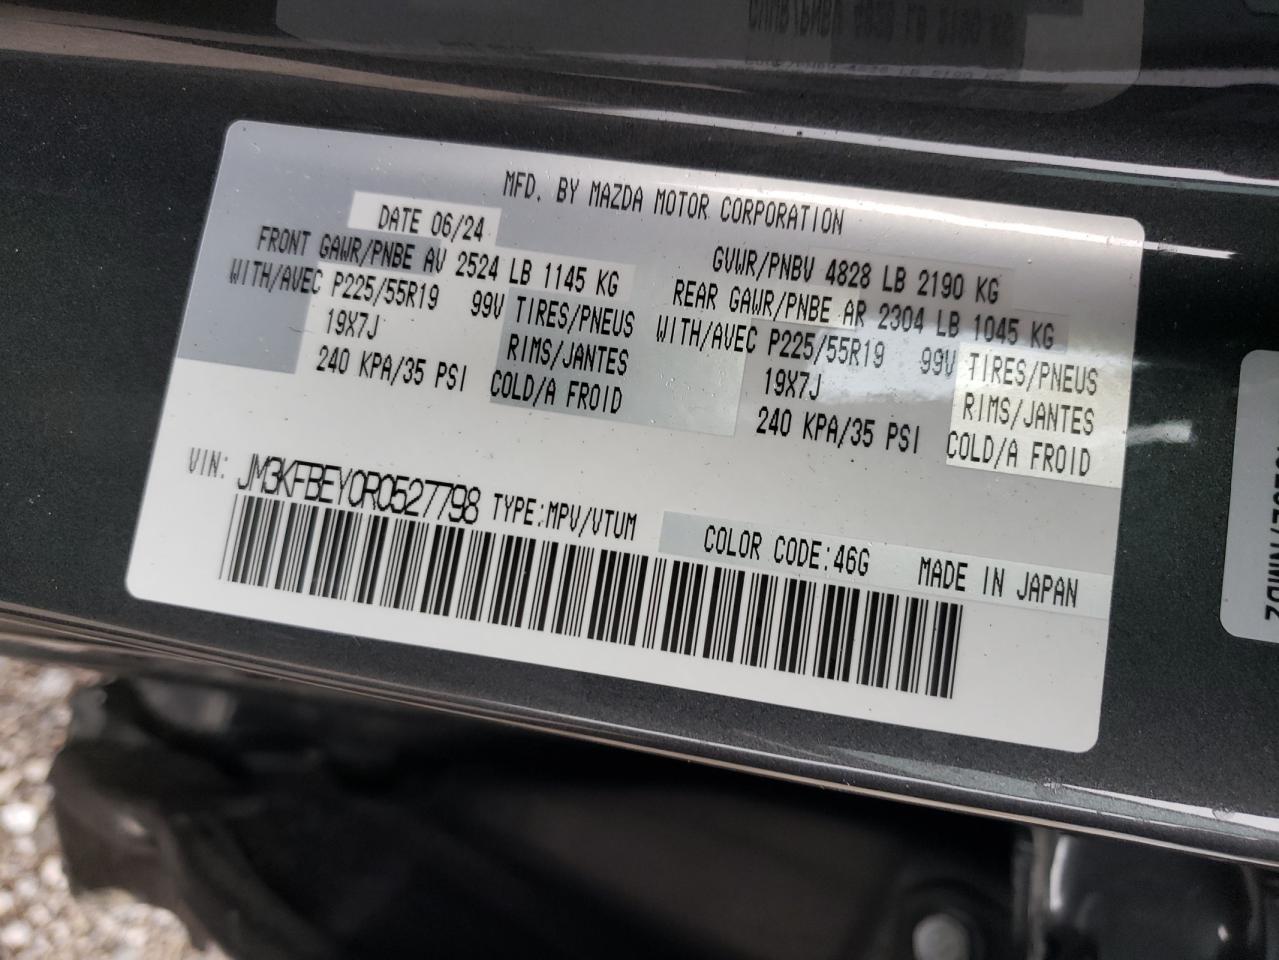 MFD. BY MAZDA MOTOR CORPORATION
DATE 06/24
GVWR/PNBV 4828 LB 2190 KG
FRONT GAWR/PNBE AV 2524 LB 1145 KG
WITH/AVEC P225/55R19 99V TIRES/PNEUS
19X7J RIMS/JANTES
240 KPA/35 PSI COLD/A FROID
REAR GAWR/PNBE AR 2304 LB 1045 KG
WITH/AVEC P225/55R19 99V TIRES/PNEUS
19X7J RIMS/JANTES
240 KPA/35 PSI COLD/A FROID
VIN: JM3KFBEY0R0527798 TYPE:MPV/VTUM
COLOR CODE:46G MADE IN JAPAN